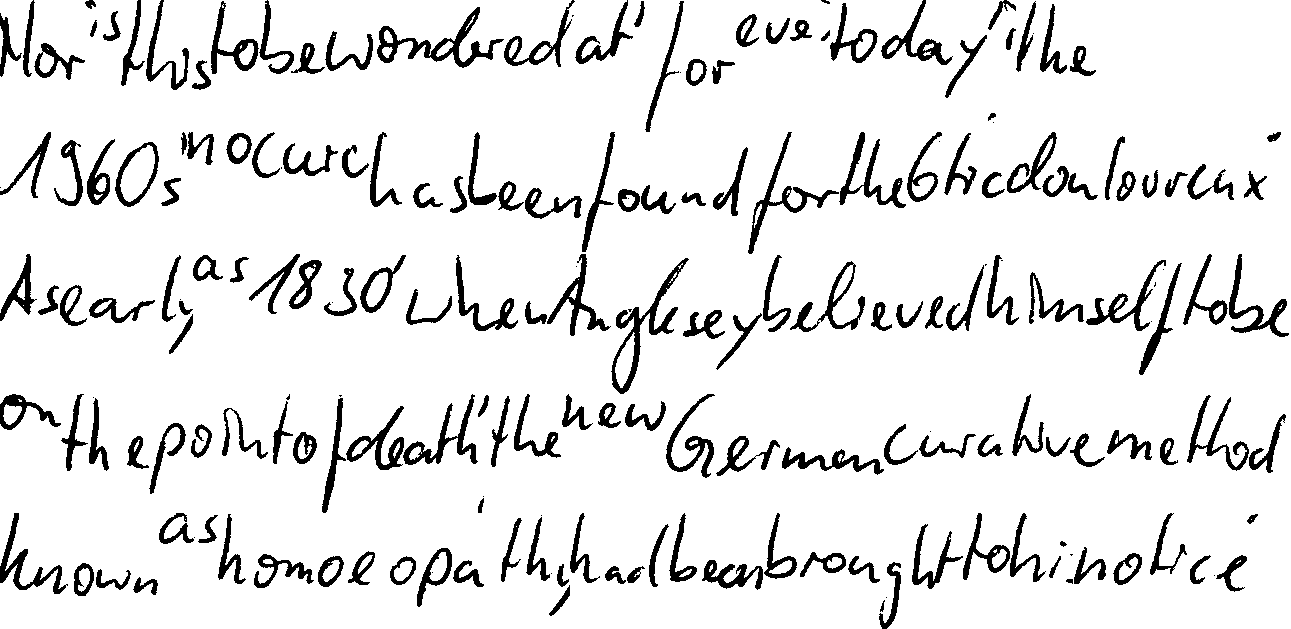 Nor is this to be wondered at for eve today 'i' the
1960s no cure has been found for the tic douloureux
As early as 1830 when Anglesey believed himself to be
on the point of death the new German curative method
known as homoeopathy had been brought to hi notice